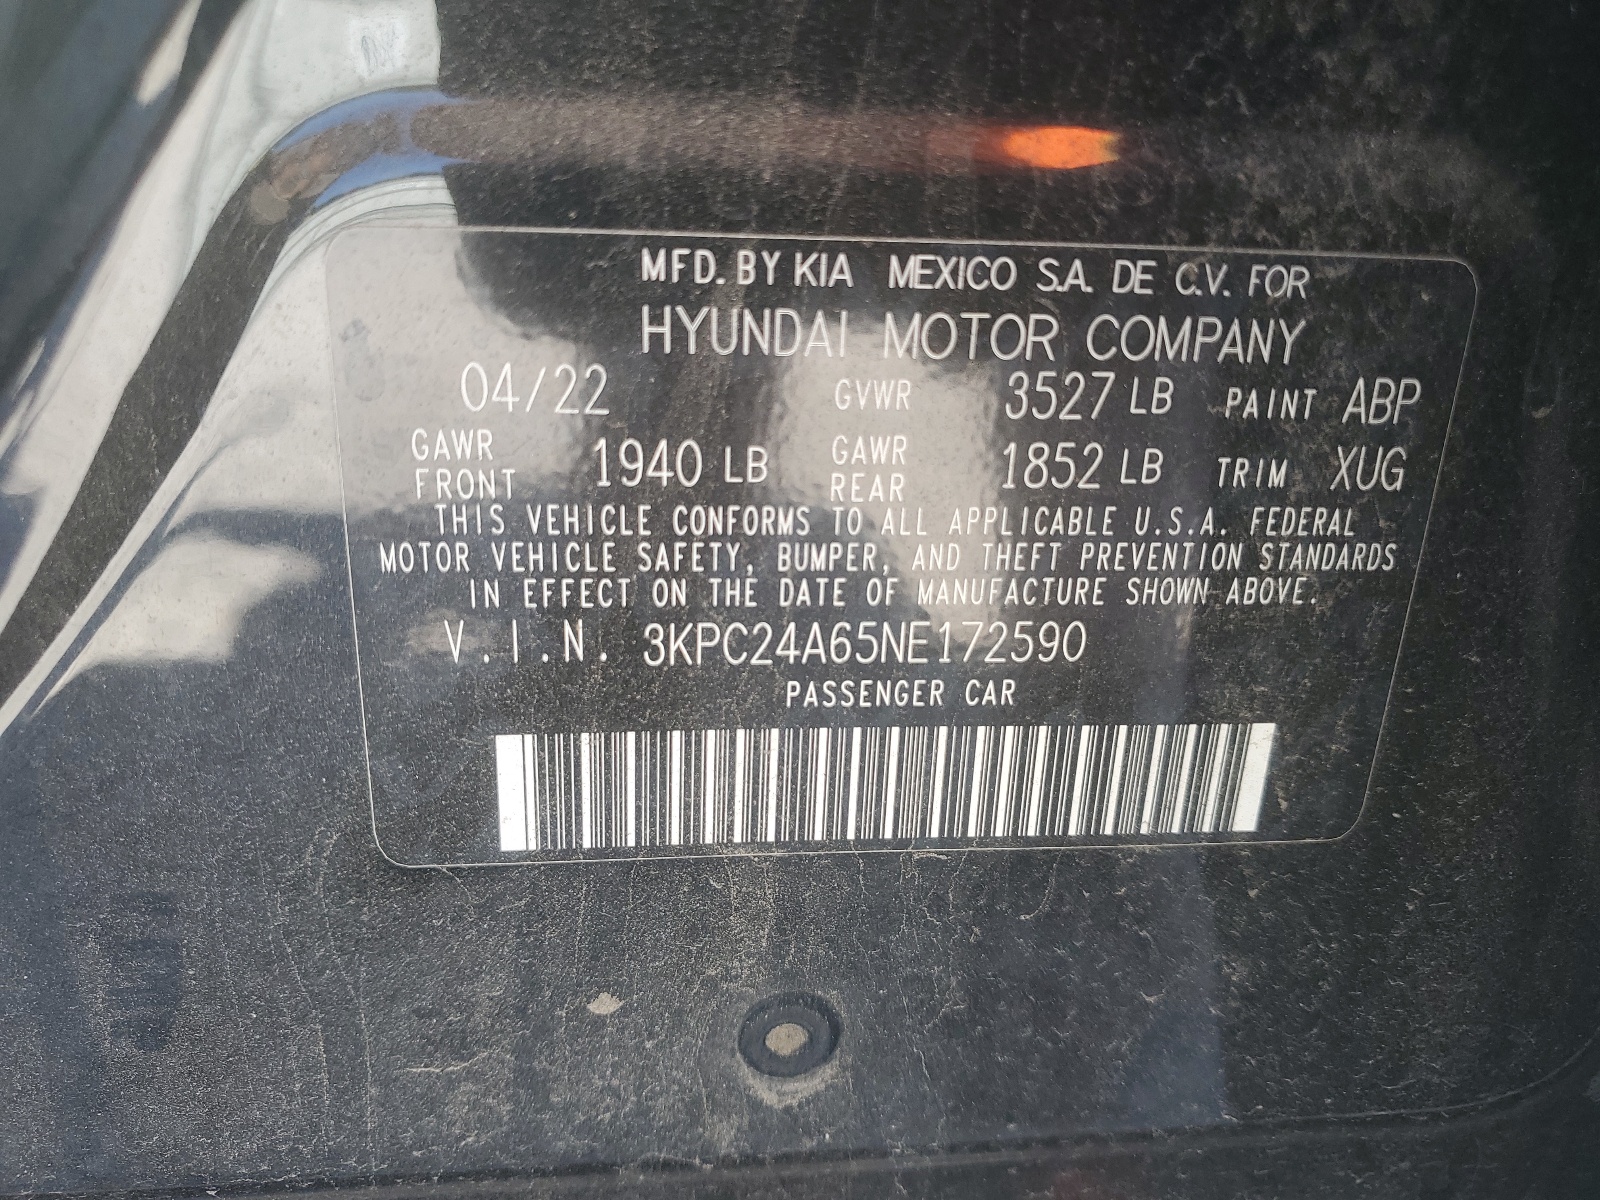 MFD. BY KIA MEXICO S.A. DE C.V. FOR
HYUNDAI MOTOR COMPANY
04/22 GVWR 3527 LB PAINT ABP
GAWR FRONT 1940 LB GAWR REAR 1852 LB TRIM XUG
THIS VEHICLE CONFORMS TO ALL APPLICABLE U.S.A. FEDERAL
MOTOR VEHICLE SAFETY, BUMPER, AND THEFT PREVENTION STANDARDS
IN EFFECT ON THE DATE OF MANUFACTURE SHOWN ABOVE.
V.I.N. 3KPC24A65NE172590
PASSENGER CAR